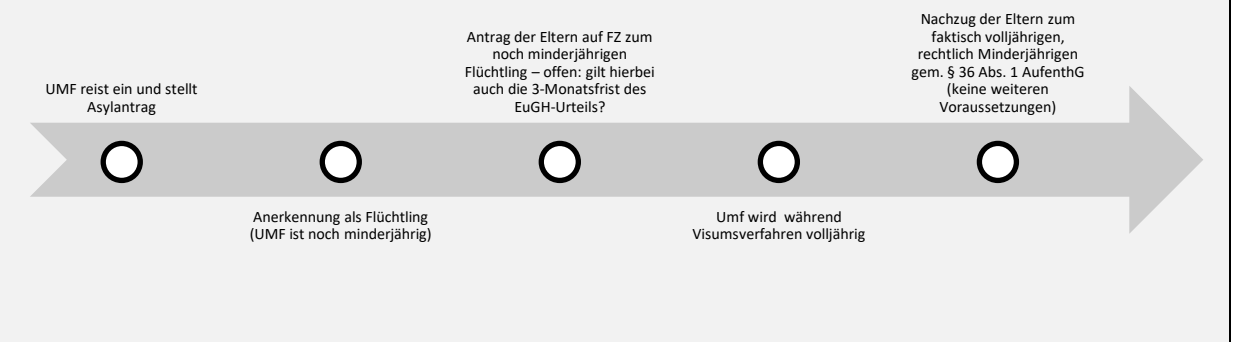 UMF reist ein und stellt
Asylantrag
Anerkennung als Flüchtling
(UMF ist noch minderjährig)
Antrag der Eltern auf FZ zum
noch minderjährigen
Flüchtling – offen: gilt hierbei
auch die 3-Monatsfrist des
EuGH-Urteils?
Umf wird  während
Visumsverfahren volljährig
Nachzug der Eltern zum
faktisch volljährigen,
rechtlich Minderjährigen
gem. § 36 Abs. 1 AufenthG
(keine weiteren
Voraussetzungen)